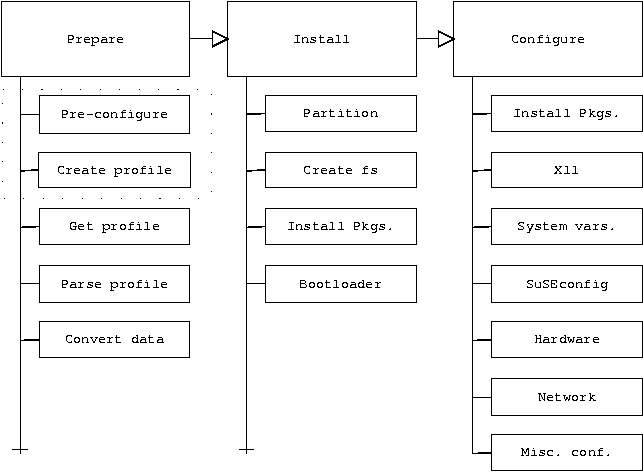 Prepare
Install
Configure
Pre-configure
Create profile
Get profile
Parse profile
Convert data
Partition
Create fs
Install Pkgs.
Bootloader
Install Pkgs.
X11
System vars.
SuSEconfig
Hardware
Network
Misc. conf.